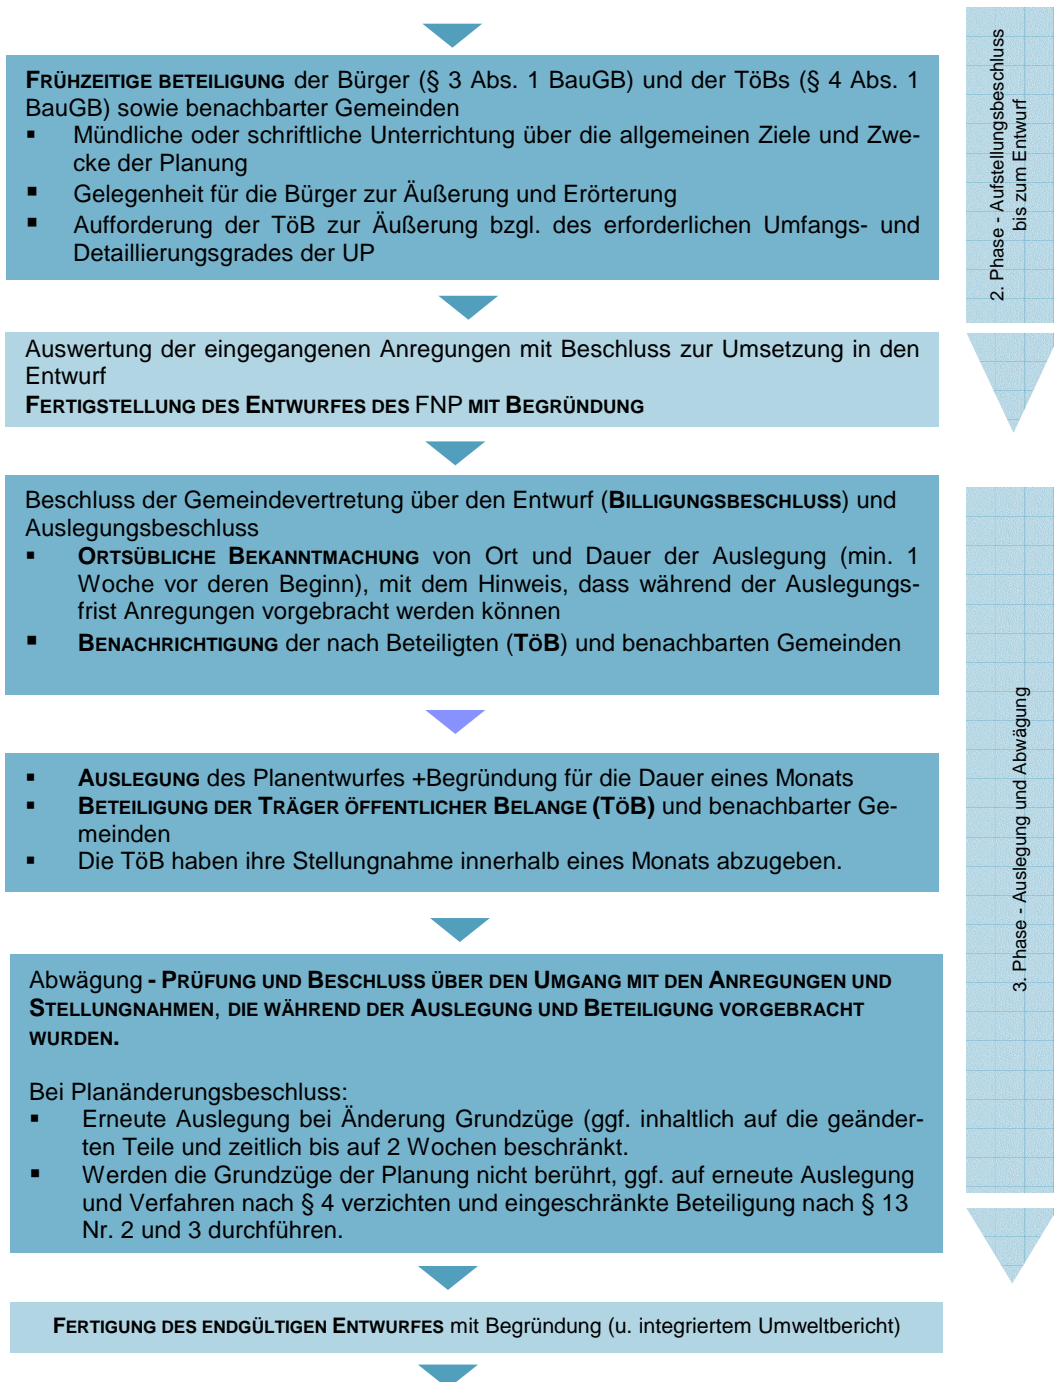 FRÜHZEITIGE BETEILIGUNG der Bürger (§ 3 Abs. 1 BauGB) und der TöBs (§ 4 Abs. 1
BauGB) sowie benachbarter Gemeinden
▪ Mündliche oder schriftliche Unterrichtung über die allgemeinen Ziele und Zwe-
cke der Planung
▪ Gelegenheit für die Bürger zur Äußerung und Erörterung
▪ Aufforderung der TöB zur Äußerung bzgl. des erforderlichen Umfangs- und
Detaillierungsgrades der UP
2. Phase - Aufstellungsbeschluss
bis zum Entwurf
Auswertung der eingegangenen Anregungen mit Beschluss zur Umsetzung in den
Entwurf
FERTIGSTELLUNG DES ENTWURFES DES FNP MIT BEGRÜNDUNG
Beschluss der Gemeindevertretung über den Entwurf (BILLIGUNGSBESCHLUSS) und
Auslegungsbeschluss
▪ ORTSÜBLICHE BEKANNTMACHUNG von Ort und Dauer der Auslegung (min. 1
Woche vor deren Beginn), mit dem Hinweis, dass während der Auslegungs-
frist Anregungen vorgebracht werden können
▪ BENACHRICHTIGUNG der nach Beteiligten (TÖB) und benachbarten Gemeinden
▪ AUSLEGUNG des Planentwurfes +Begründung für die Dauer eines Monats
▪ BETEILIGUNG DER TRÄGER ÖFFENTLICHER BELANGE (TÖB) und benachbarter Ge-
meinden
▪ Die TöB haben ihre Stellungnahme innerhalb eines Monats abzugeben.
3. Phase - Auslegung und Abwägung
Abwägung - PRÜFUNG UND BESCHLUSS ÜBER DEN UMGANG MIT DEN ANREGUNGEN UND
STELLUNGNAHMEN, DIE WÄHREND DER AUSLEGUNG UND BETEILIGUNG VORGEBRACHT
WURDEN.
Bei Planänderungsbeschluss:
▪ Erneute Auslegung bei Änderung Grundzüge (ggf. inhaltlich auf die geänder-
ten Teile und zeitlich bis auf 2 Wochen beschränkt.
▪ Werden die Grundzüge der Planung nicht berührt, ggf. auf erneute Auslegung
und Verfahren nach § 4 verzichten und eingeschränkte Beteiligung nach § 13
Nr. 2 und 3 durchführen.
FERTIGUNG DES ENDGÜLTIGEN ENTWURFES mit Begründung (u. integriertem Umweltbericht)